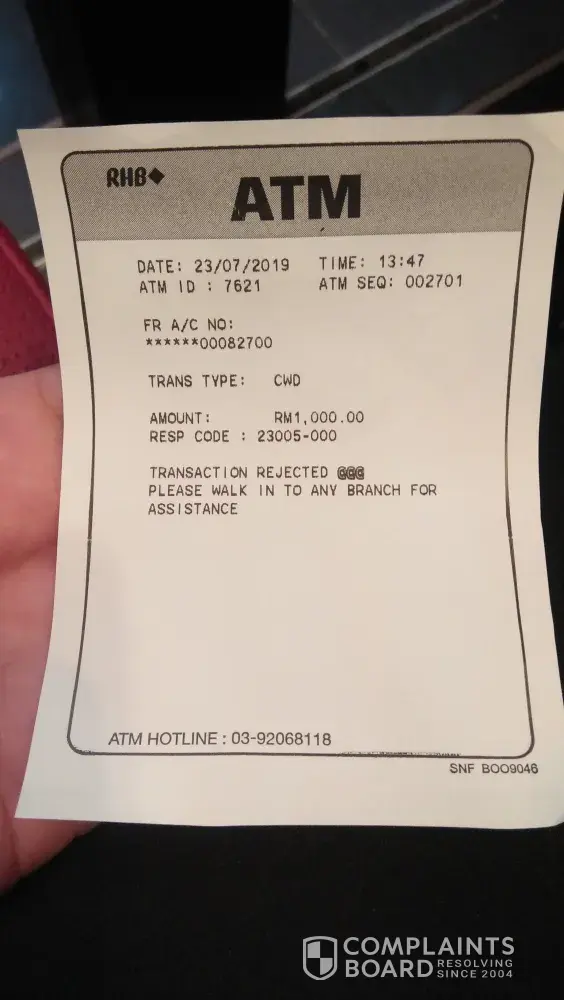 RHB
ATM
DATE: 23/07/2019 TIME: 13:47
ATM ID : 7621 ATM SEQ: 002701
FR A/C NO:
******00082700
TRANS TYPE: CWD
AMOUNT: RM1,000.00
RESP CODE : 23005-000
TRANSACTION REJECTED @@@
PLEASE WALK IN TO ANY BRANCH FOR
ASSISTANCE
ATM HOTLINE : 03-92068118
SNF BOO9046
COMPLAINTS
BOARD RESOLVING
SINCE 2004